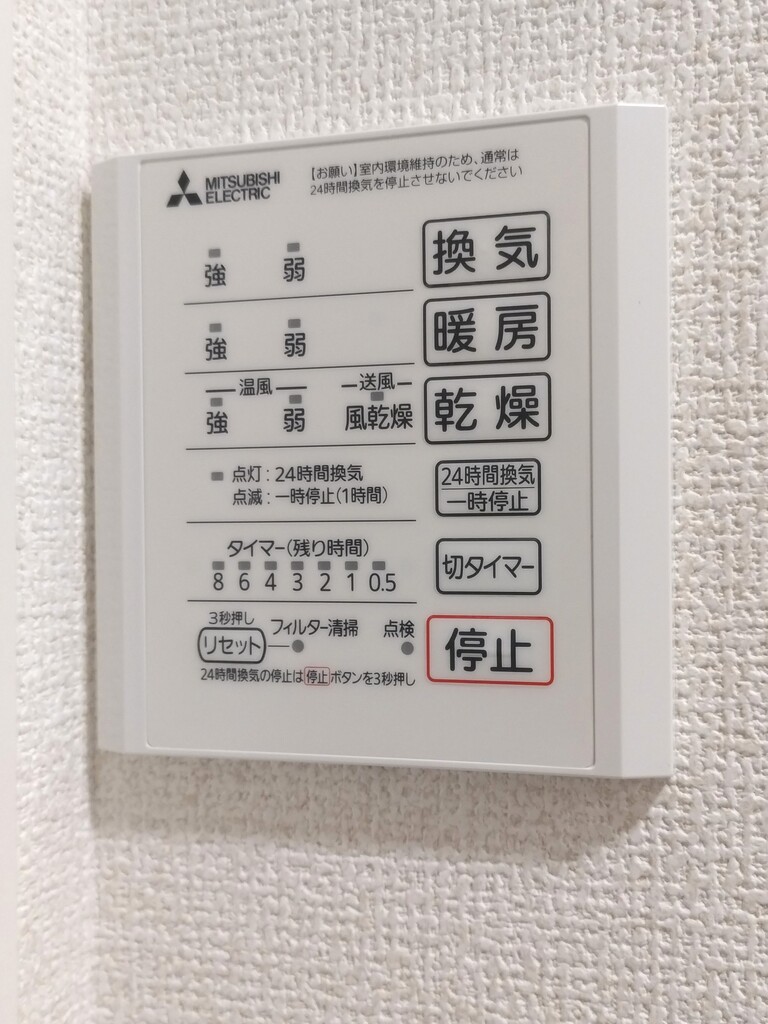 MITSUBISHI
ELECTRIC
【お願い】室内環境維持のため、通常は
24時間換気を停止させないでください
強 弱 換気
強 弱 暖房
温風 送風
強 弱 風乾燥 乾燥
点灯：24時間換気
点滅：一時停止(1時間)
24時間換気
一時停止
タイマー(残り時間)
8 6 4 3 2 1 0.5
切タイマー
3秒押し
リセット フィルター清掃 点検
停止
24時間換気の停止は停止ボタンを3秒押し